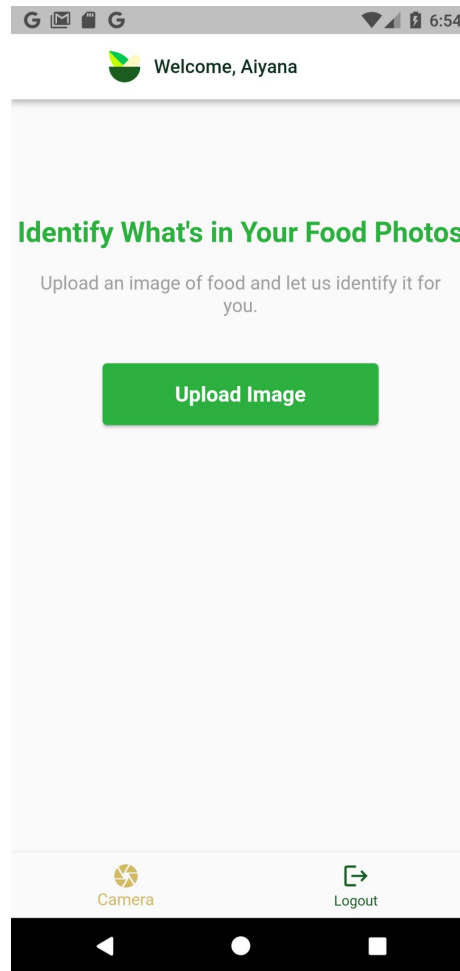 G G 6:54
Welcome, Aiyana
Identify What's in Your Food Photos
Upload an image of food and let us identify it for
you.
Upload Image
Camera Logout